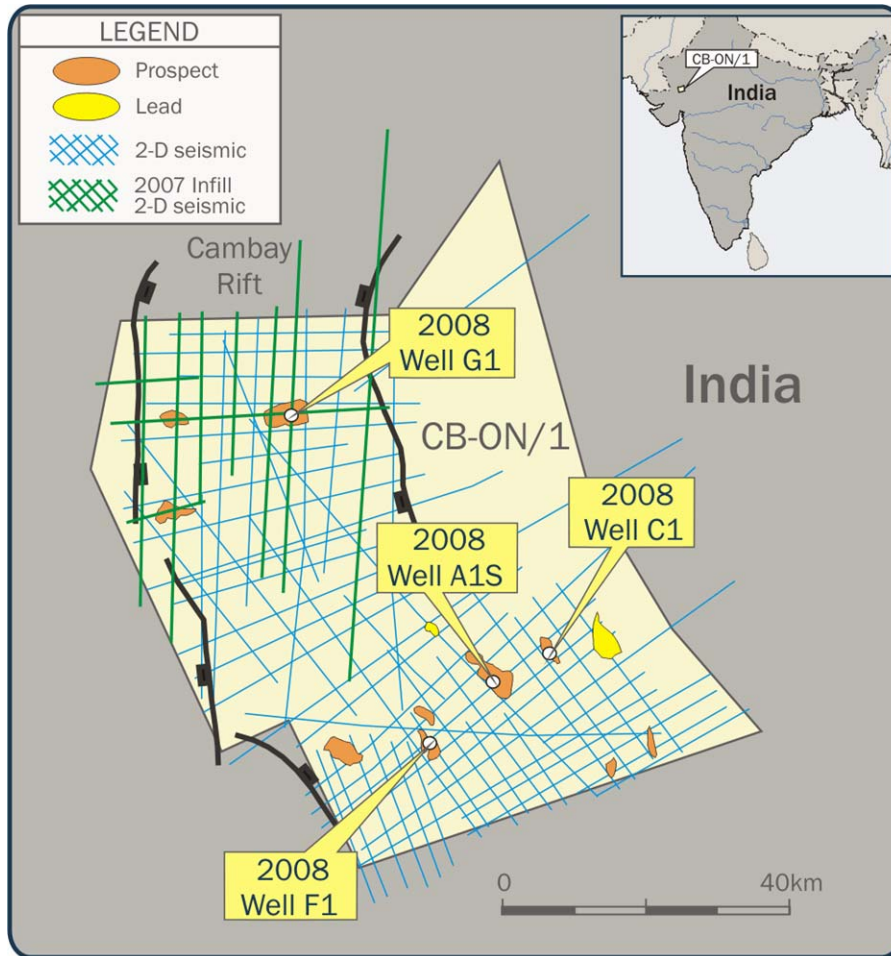 LEGEND
Prospect
Lead
2-D seismic
2007 Infill
2-D seismic
CB-ON/1
India
Cambay
Rift
2008
Well G1
India
CB-ON/1
2008
Well C1
2008
Well A1S
2008
Well F1
0
40km